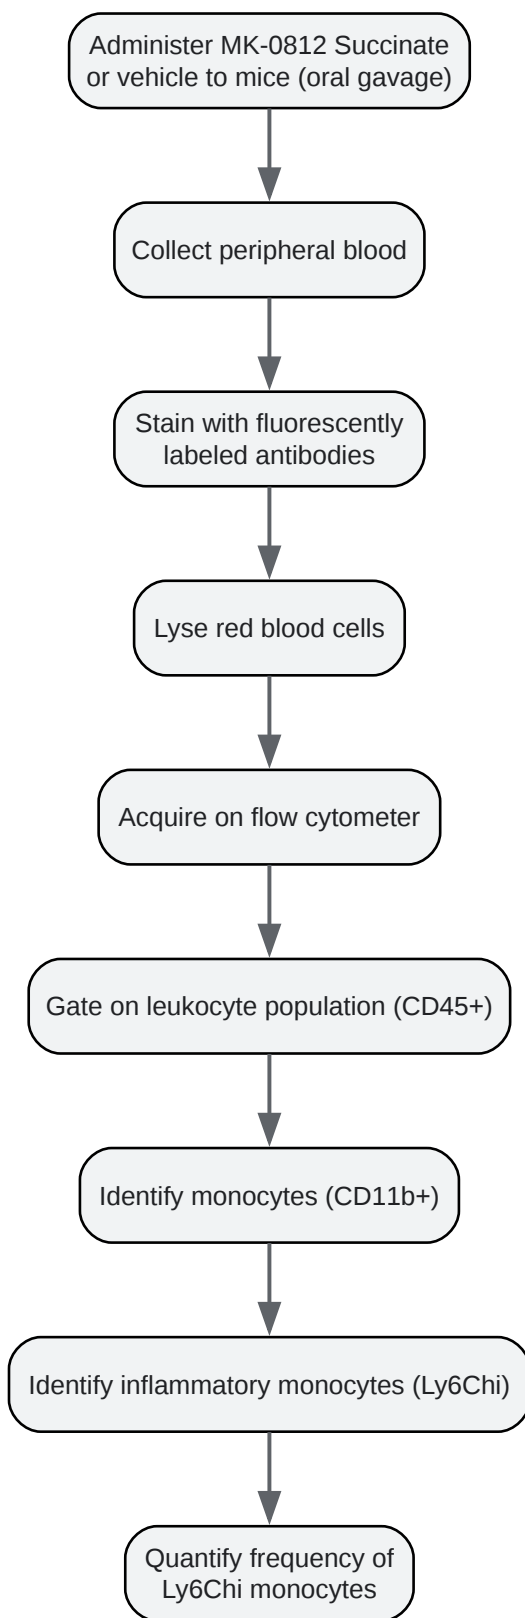 Administer MK-0812 Succinate
or vehicle to mice (oral gavage)
Collect peripheral blood
Stain with fluorescently
labeled antibodies
Lyse red blood cells
Acquire on flow cytometer
Gate on leukocyte population (CD45+)
Identify monocytes (CD11b+)
Identify inflammatory monocytes (Ly6Chi)
Quantify frequency of
Ly6Chi monocytes